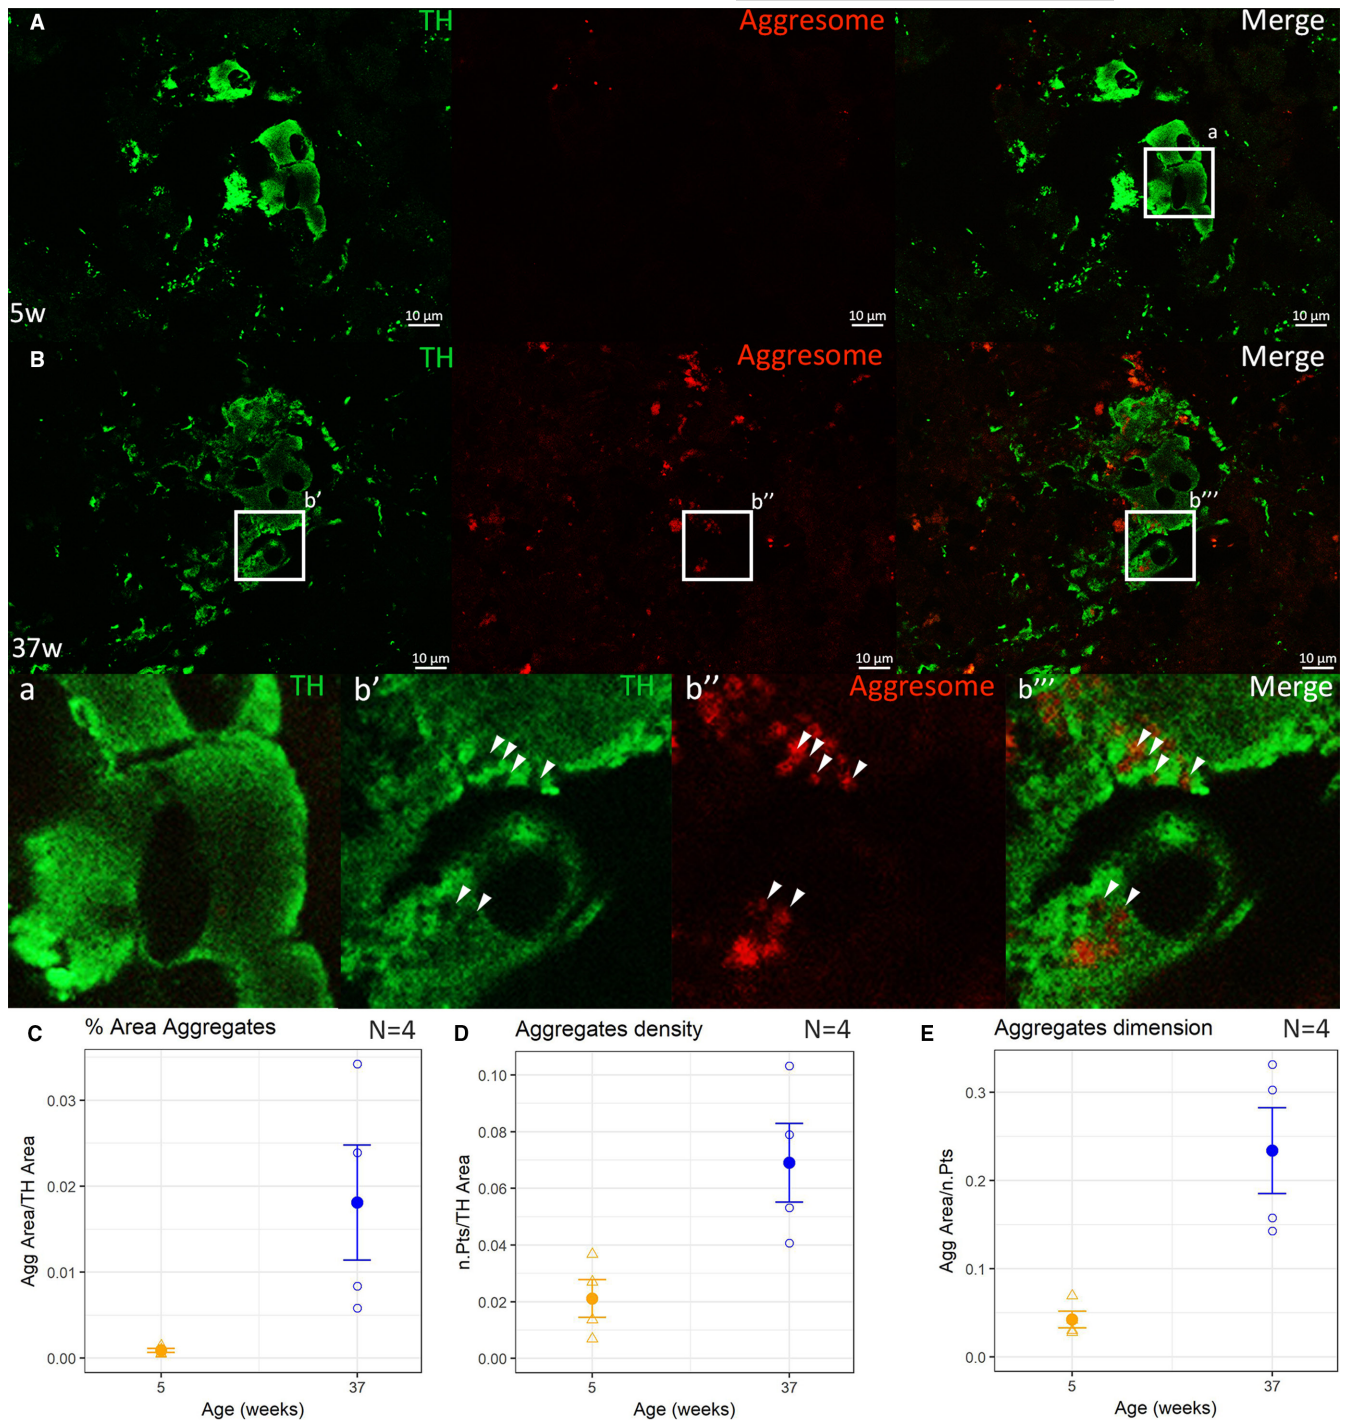 A TH Aggresome Merge
a
5w 10 µm 10 µm 10 µm
B TH Aggresome Merge
b' b'' b'''
37w 10 µm 10 µm 10 µm
a TH b' TH b'' Aggresome b''' Merge
C % Area Aggregates N=4
Agg Area/TH Area
0.03
0.02
0.01
0.00
5 37
Age (weeks)
D Aggregates density N=4
n.Pts/TH Area
0.10
0.08
0.06
0.04
0.02
0.00
5 37
Age (weeks)
E Aggregates dimension N=4
Agg Area/n.Pts
0.3
0.2
0.1
0.0
5 37
Age (weeks)